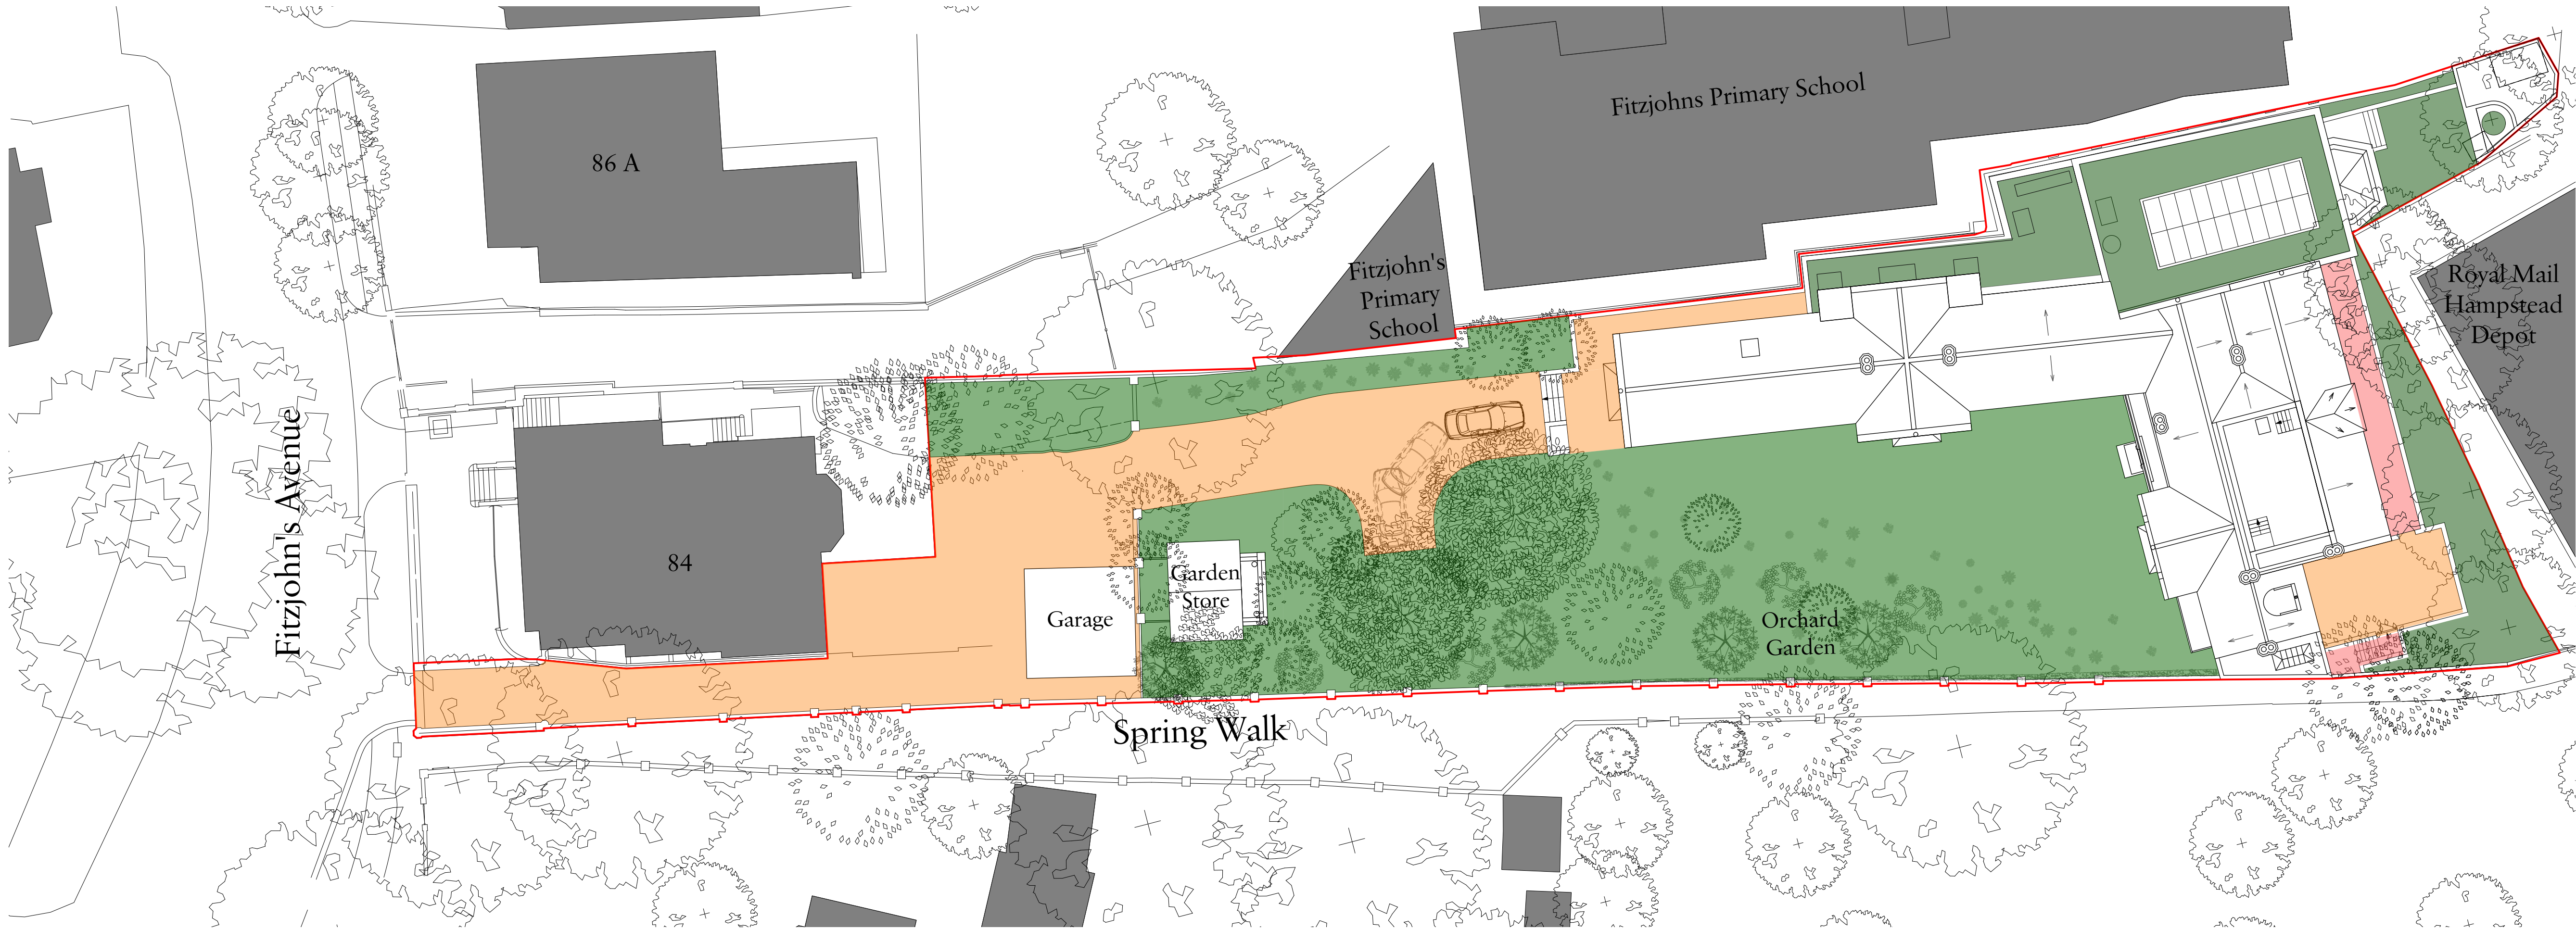 Fitzjohns Primary School
86 A
Fitzjohn's
Primary
School
Royal Mail
Hampstead
Depot
Fitzjohn's Avenue
84
Garage
Garden
Store
Orchard
Garden
Spring Walk